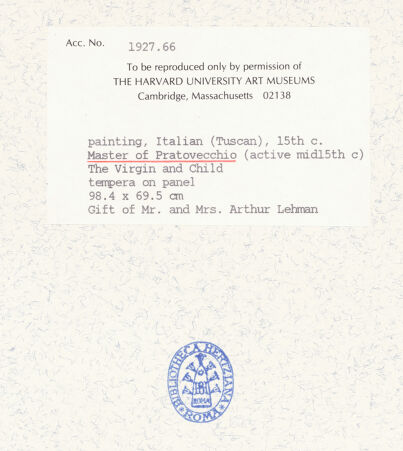 Acc. No. 1927.66
To be reproduced only by permission of
THE HARVARD UNIVERSITY ART MUSEUMS
Cambridge, Massachusetts 02138
painting, Italian (Tuscan), 15th c.
Master of Pratovecchio (active mid15th c)
The Virgin and Child
tempera on panel
98.4 x 69.5 cm
Gift of Mr. and Mrs. Arthur Lehman
BIBLIOTHECA HERTZIANA
ROMA
ROMA